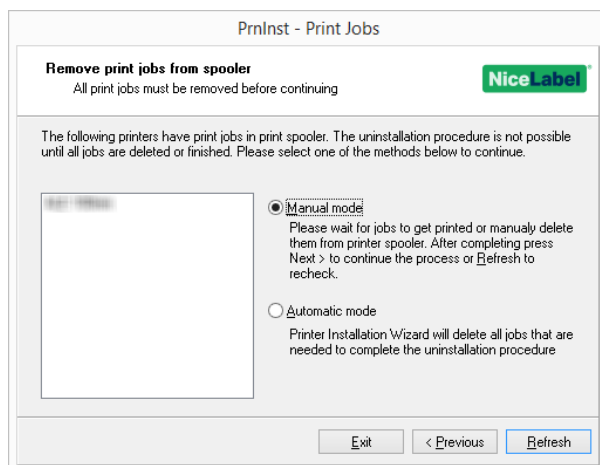 PrnInst - Print Jobs
Remove print jobs from spooler
All print jobs must be removed before continuing
NiceLabel
The following printers have print jobs in print spooler. The uninstallation procedure is not possible
until all jobs are deleted or finished. Please select one of the methods below to continue.
Manual mode
Please wait for jobs to get printed or manualy delete
them from printer spooler. After completing press
Next > to continue the process or Refresh to
recheck.
Automatic mode
Printer Installation Wizard will delete all jobs that are
needed to complete the uninstallation procedure
Exit
< Previous
Refresh